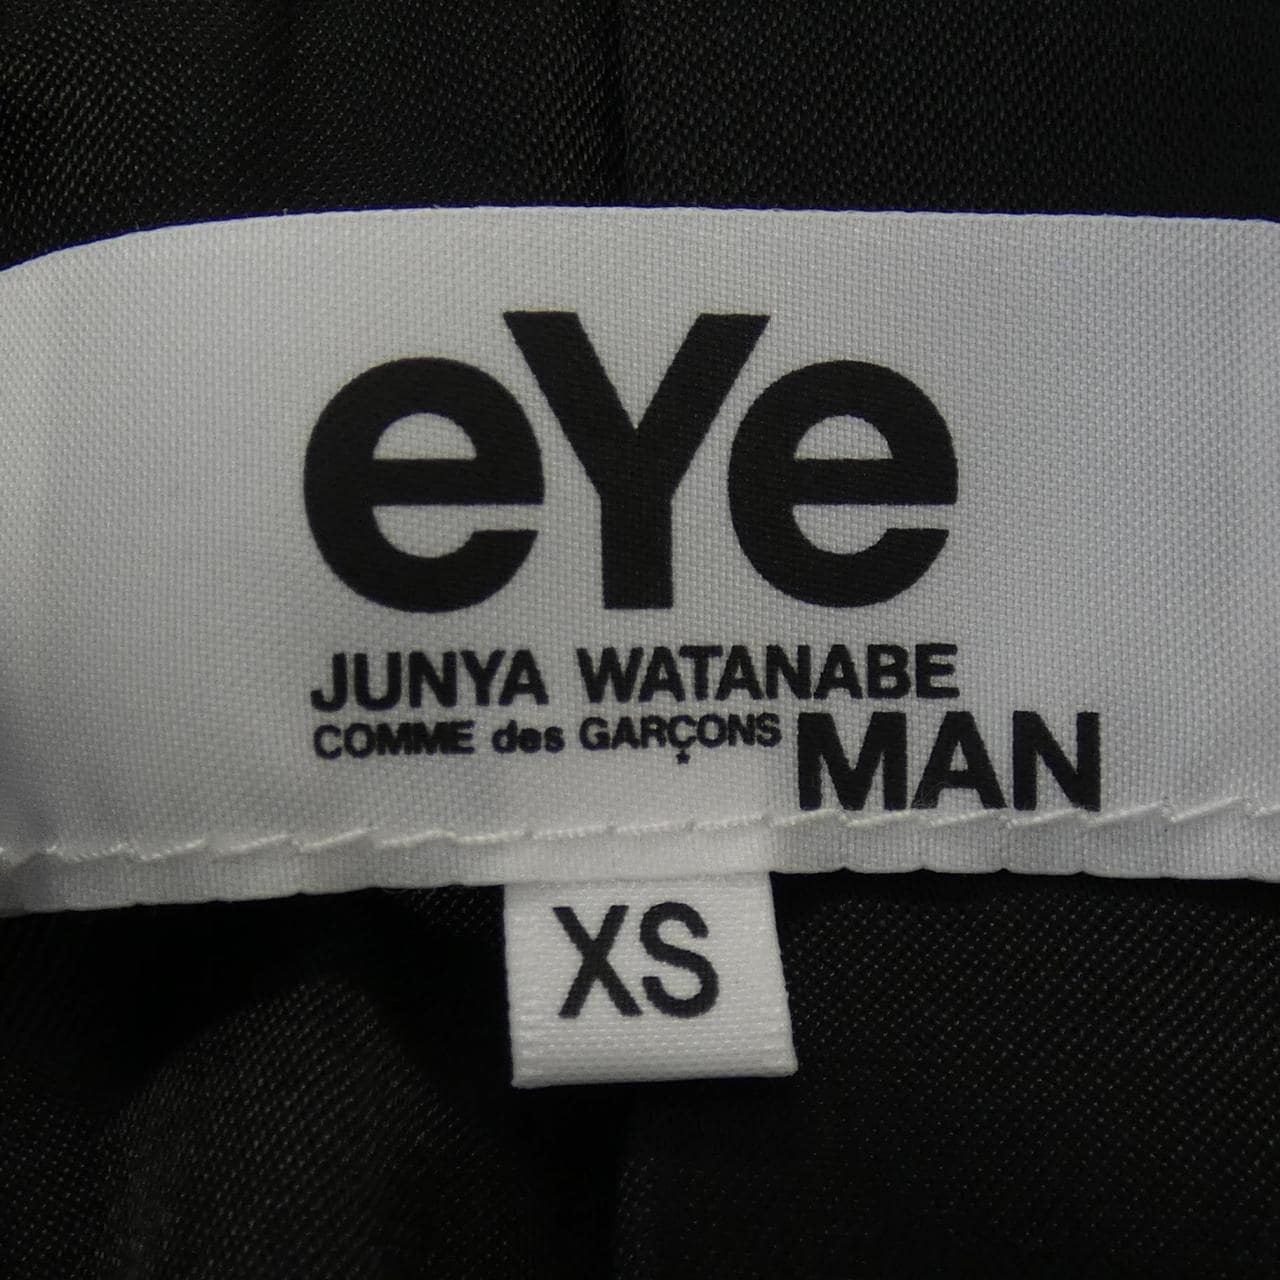 eYe
JUNYA WATANABE
COMME des GARÇONS MAN
XS